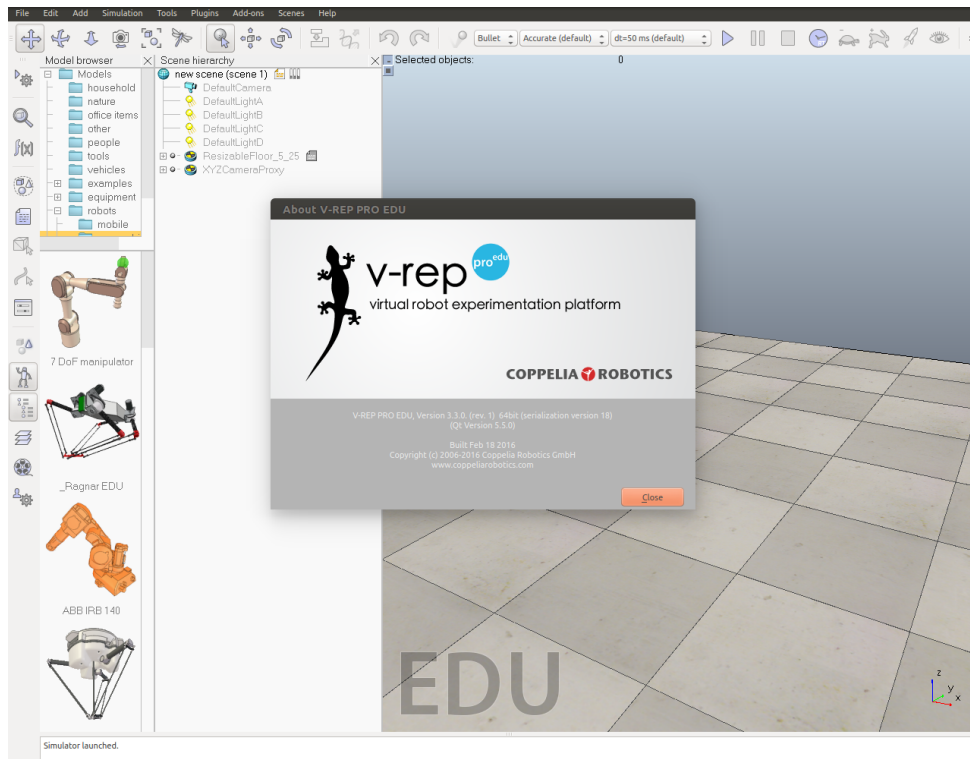 File Edit Add Simulation Tools Plugins Add-ons Scenes Help
Bullet Accurate (default) dt=50 ms (default)
Model browser
Models
household
nature
office items
other
people
tools
vehicles
examples
equipment
robots
mobile
7 DoF manipulator
_Ragnar EDU
ABB IRB 140
Scene hierarchy
new scene (scene 1)
DefaultCamera
DefaultLightA
DefaultLightB
DefaultLightC
DefaultLightD
ResizableFloor_5_25
XYZCameraProxy
Selected objects: 0
f(x)
About V-REP PRO EDU
v-rep pro edu
virtual robot experimentation platform
COPPELIA ROBOTICS
V-REP PRO EDU, Version 3.3.0. (rev. 1) 64bit (serialization version 18)
(Qt Version 5.5.0)
Built Feb 18 2016
Copyright (c) 2006-2016 Coppelia Robotics GmbH
www.coppeliarobotics.com
Close
EDU
z
y
x
Simulator launched.